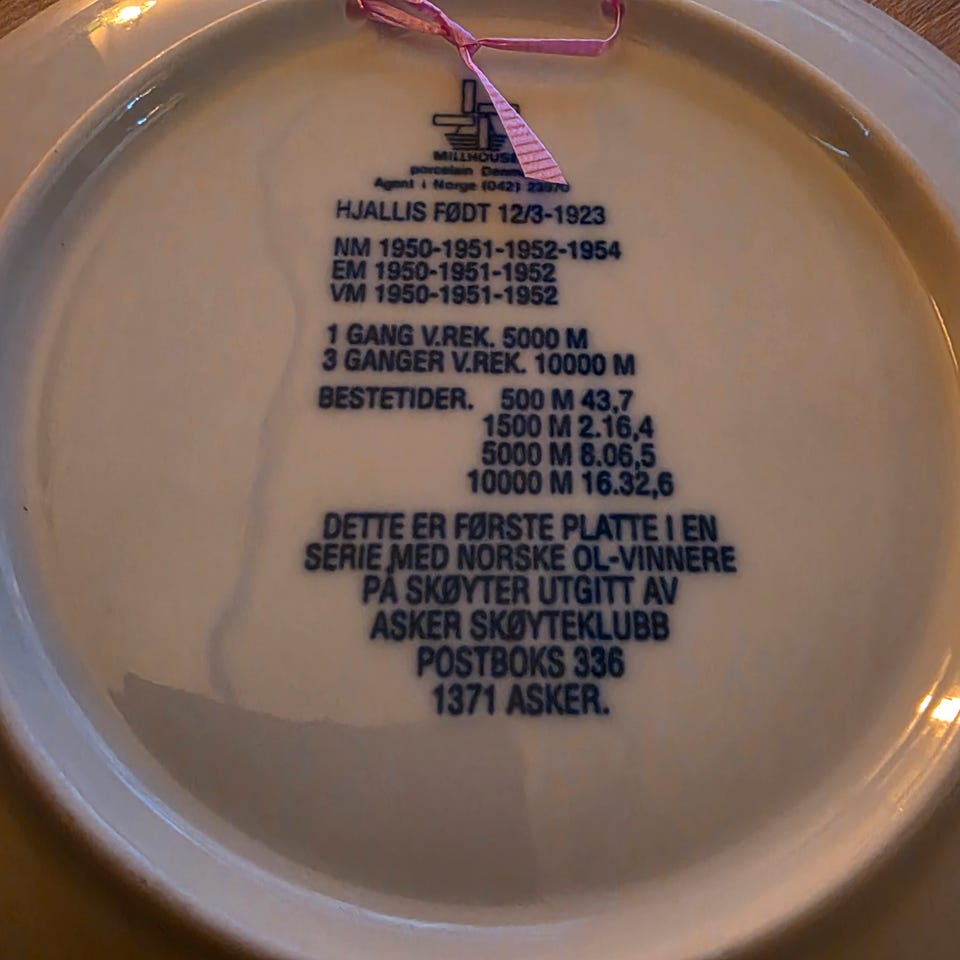 MILLHOUSE
porcelain
Agent i Norge (042)
HJALLIS FØDT 12/3-1923
NM 1950-1951-1952-1954
EM 1950-1951-1952
VM 1950-1951-1952
1 GANG V.REK. 5000 M
3 GANGER V.REK. 10000 M
BESTETIDER. 500 M 43,7
1500 M 2.16,4
5000 M 8.06,5
10000 M 16.32,6
DETTE ER FØRSTE PLATTE I EN
SERIE MED NORSKE OL-VINNERE
PÅ SKØYTER UTGITT AV
ASKER SKØYTEKLUBB
POSTBOKS 336
1371 ASKER.